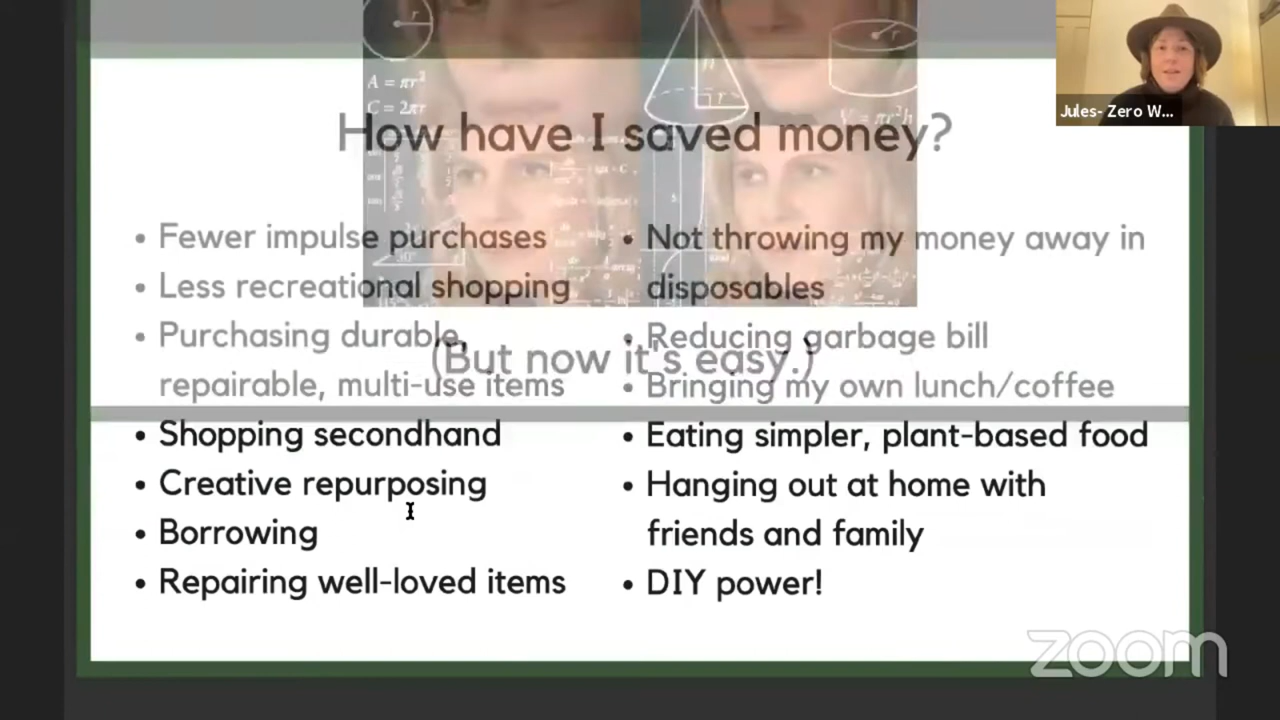 Jules- Zero W...
A = πr²
C = 2πr
V = πr²h
How have I saved money?
• Fewer impulse purchases
• Less recreational shopping
• Purchasing durable,
repairable, multi-use items
• Shopping secondhand
• Creative repurposing
• Borrowing
• Repairing well-loved items
• Not throwing my money away in
disposables
• Reducing garbage bill
• Bringing my own lunch/coffee
• Eating simpler, plant-based food
• Hanging out at home with
friends and family
• DIY power!
(But now it's easy.)
zoom